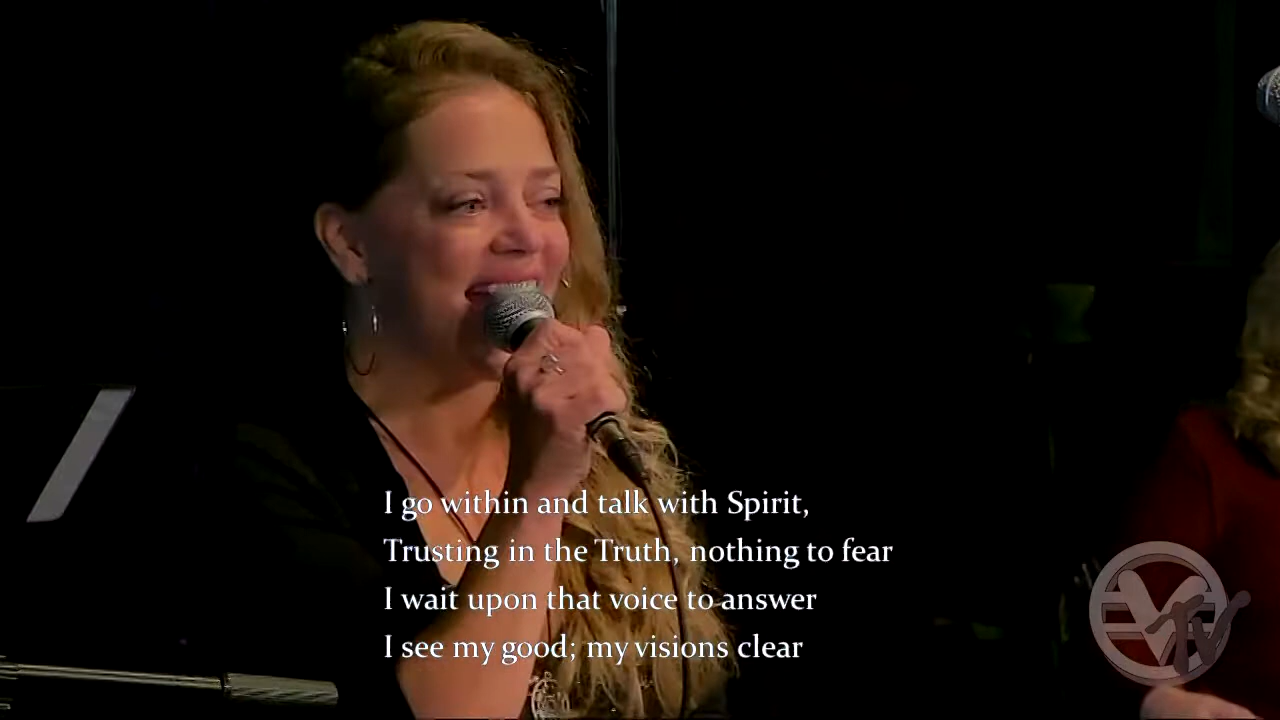 I go within and talk with Spirit,
Trusting in the Truth, nothing to fear
I wait upon that voice to answer
I see my good; my visions clear
VTV